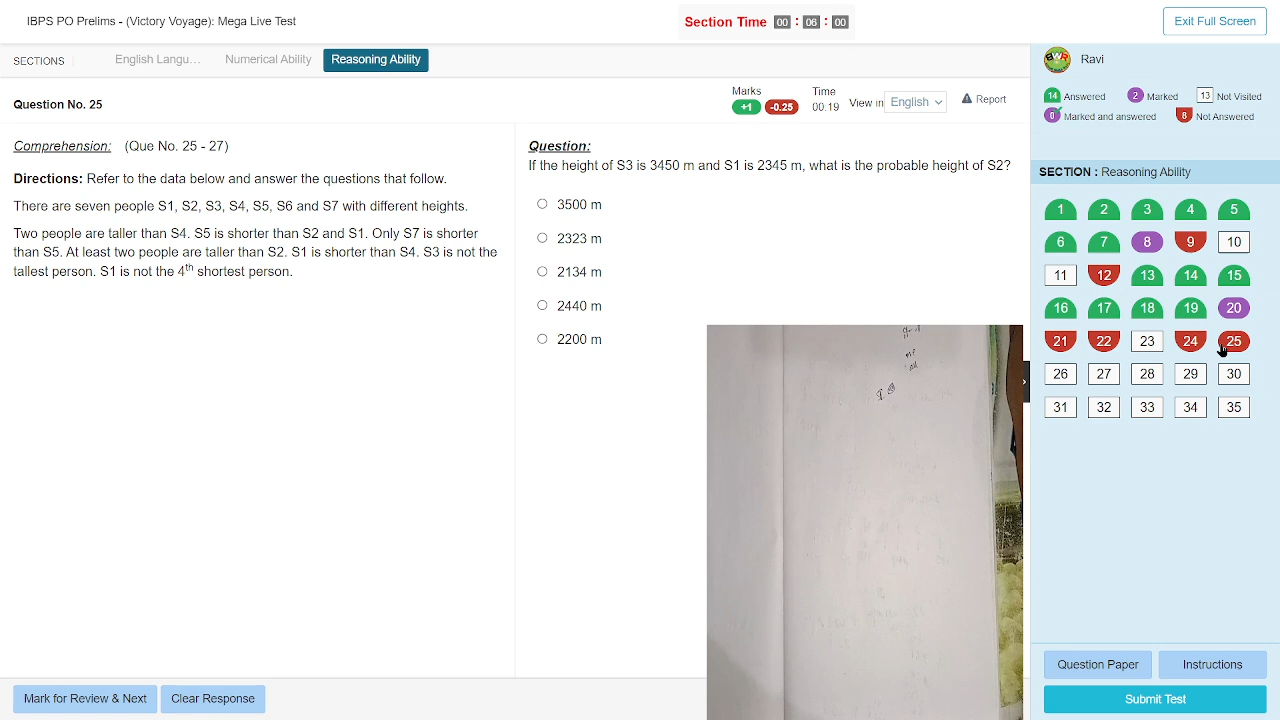 IBPS PO Prelims - (Victory Voyage): Mega Live Test
Section Time 00 : 06 : 00
Exit Full Screen
SECTIONS
English Langu...
Numerical Ability
Reasoning Ability
Ravi
14 Answered
2 Marked
13 Not Visited
0 Marked and answered
8 Not Answered
Question No. 25
Marks
+1 -0.25
Time
00.19
View in English
Report
Comprehension: (Que No. 25 - 27)
Directions: Refer to the data below and answer the questions that follow.
There are seven people S1, S2, S3, S4, S5, S6 and S7 with different heights.
Two people are taller than S4. S5 is shorter than S2 and S1. Only S7 is shorter
than S5. At least two people are taller than S2. S1 is shorter than S4. S3 is not the
tallest person. S1 is not the 4th shortest person.
Question:
If the height of S3 is 3450 m and S1 is 2345 m, what is the probable height of S2?
3500 m
2323 m
2134 m
2440 m
2200 m
SECTION : Reasoning Ability
1 2 3 4 5
6 7 8 9 10
11 12 13 14 15
16 17 18 19 20
21 22 23 24 25
26 27 28 29 30
31 32 33 34 35
Mark for Review & Next
Clear Response
Question Paper
Instructions
Submit Test